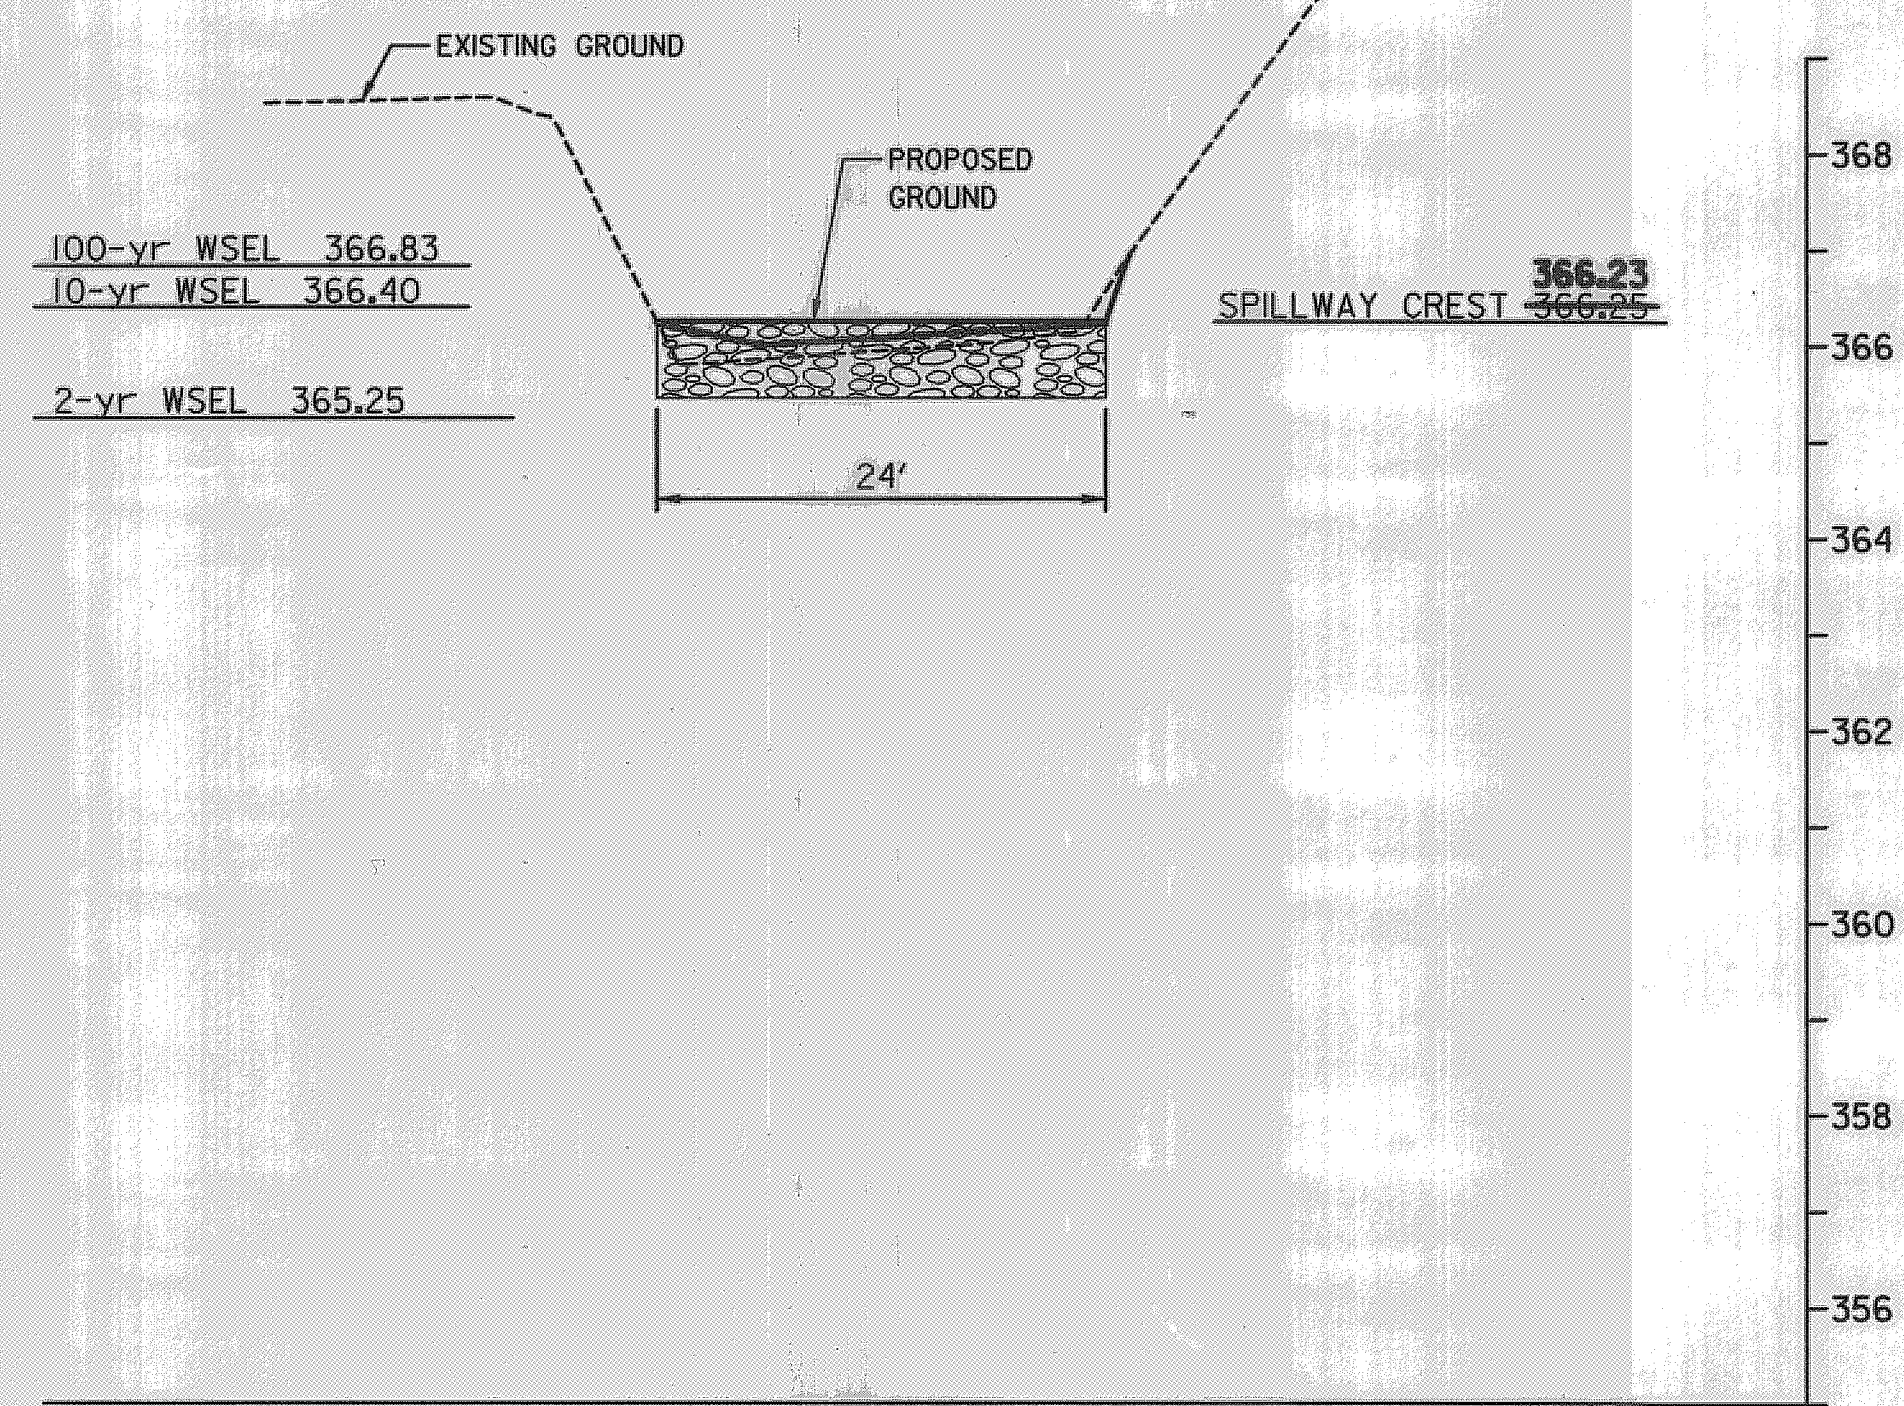 EXISTING GROUND
PROPOSED
GROUND
100-yr WSEL 366.83
10-yr WSEL 366.40
2-yr WSEL 365.25
366.23
SPILLWAY CREST 366.25
24'
368
366
364
362
360
358
356